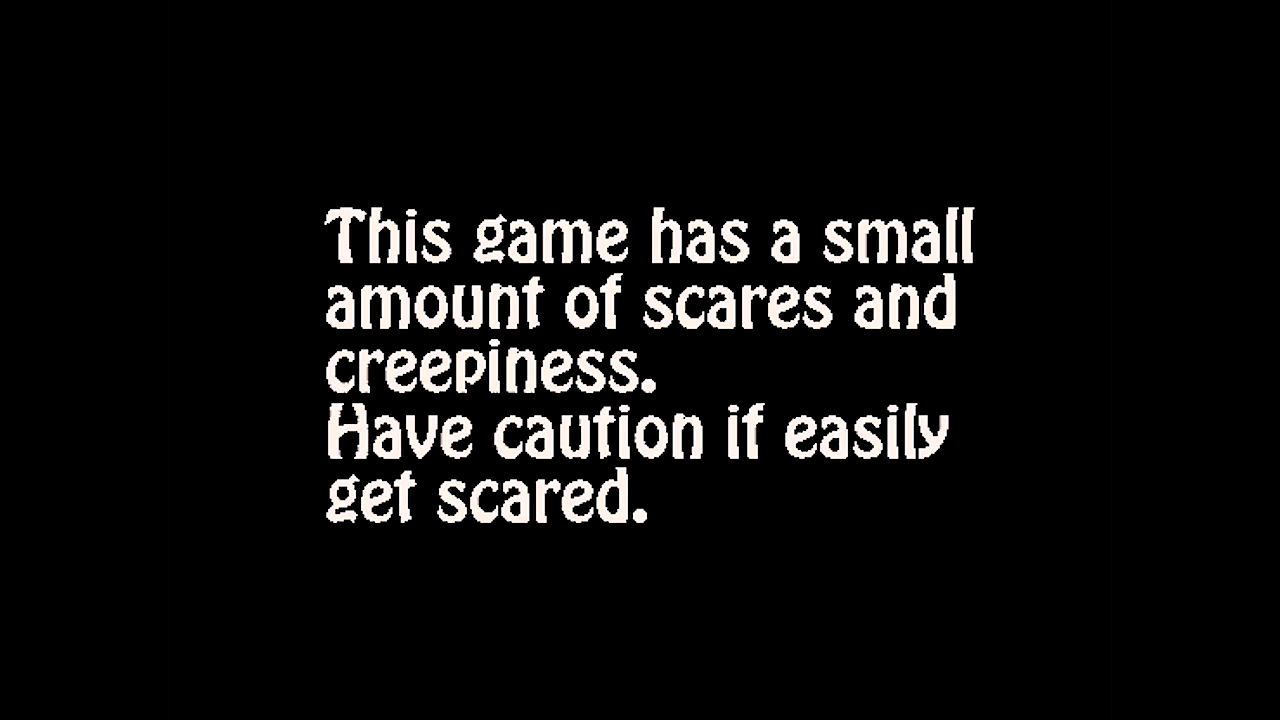 This game has a small
amount of scares and
creepiness.
Have caution if easily
get scared.